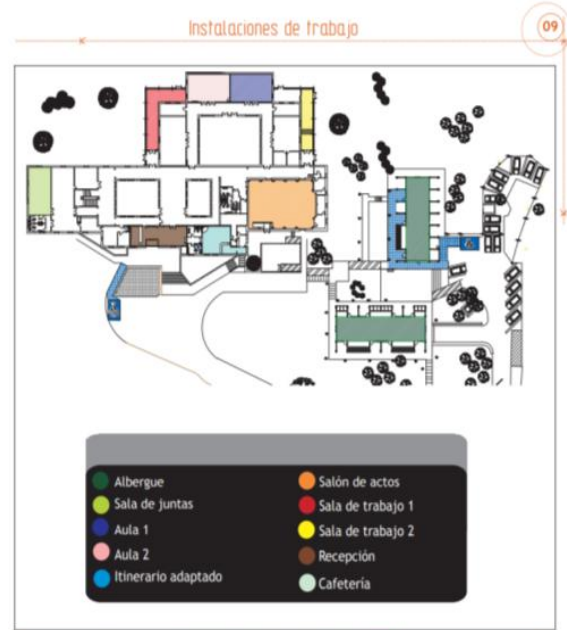 Instalaciones de trabajo
09
Albergue
Sala de juntas
Aula 1
Aula 2
Itinerario adaptado
Salón de actos
Sala de trabajo 1
Sala de trabajo 2
Recepción
Cafetería